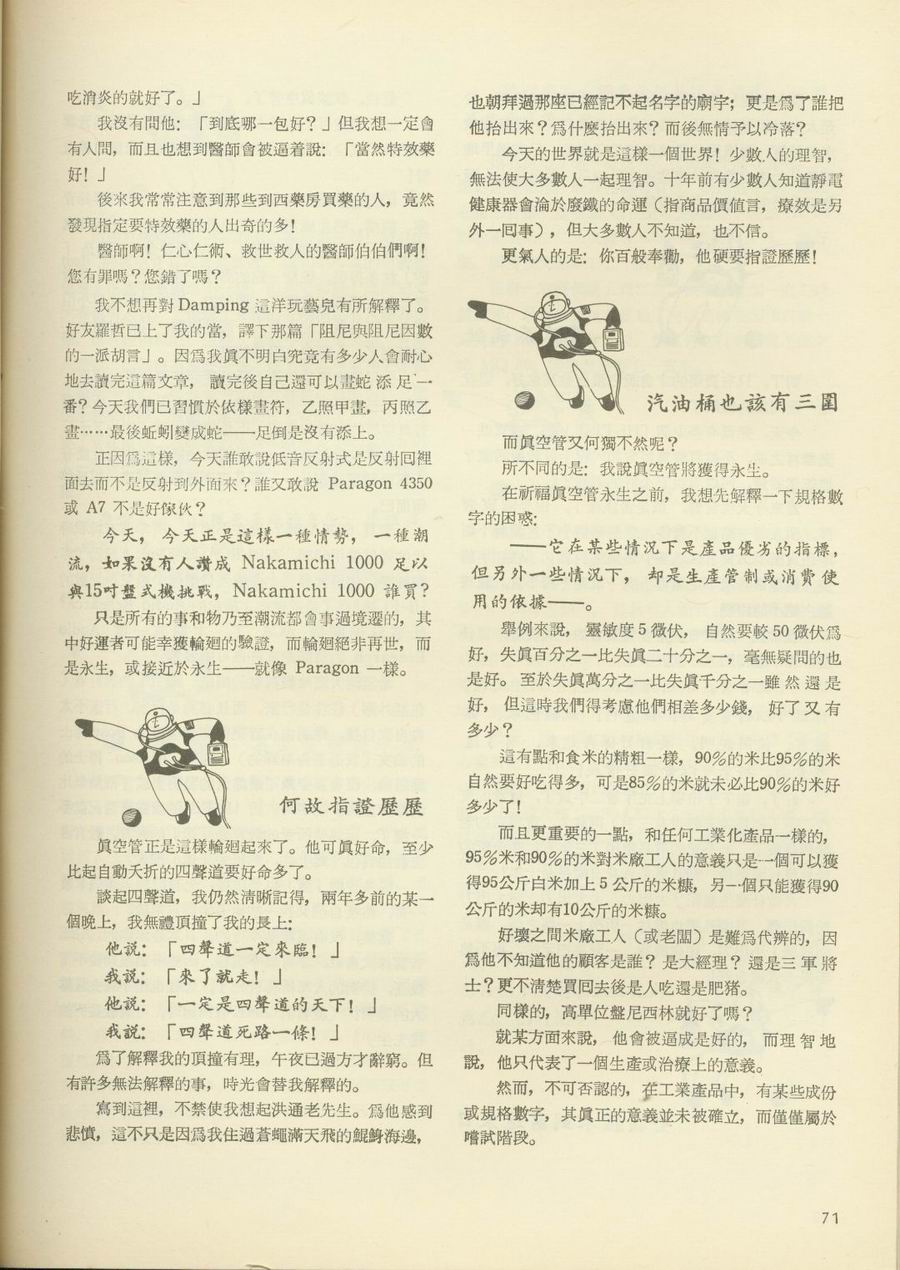 吃消炎的就好了。」
我沒有問他:「到底哪一包好?」但我想一定會
有人問,而且也想到醫師會被逼着說:「當然特效藥
好!」
後來我常常注意到那些到西藥房買藥的人,竟然
發現指定要特效藥的人出奇的多!
醫師啊!仁心仁術、救世救人的醫師伯伯們啊!
您有罪嗎?您錯了嗎?
我不想再對 Damping 這洋玩藝兒有所解釋了。
好友羅哲已上了我的當,譯下那篇「阻尼與阻尼因數
的一派胡言」。因爲我眞不明白究竟有多少人會耐心
地去讀完這篇文章,讀完後自己還可以畫蛇添足一
番?今天我們已習慣於依樣畫符,乙照甲畫,丙照乙
畫……最後蚯蚓變成蛇——足倒是沒有添上。
正因爲這樣,今天誰敢說低音反射式是反射囘裡
面去而不是反射到外面來?誰又敢說 Paragon 4350
或 A7 不是好傢伙?
今天,今天正是這樣一種情勢,一種潮
流,如果沒有人讚成 Nakamichi 1000 足以
與15吋盤式機挑戰,Nakamichi 1000 誰買?
只是所有的事和物乃至潮流都會事過境遷的,其
中好運者可能幸獲輪廻的驗證,而輪廻絕非再世,而
是永生,或接近於永生——就像 Paragon 一樣。
何故指證歷歷
眞空管正是這樣輪廻起來了。他可眞好命,至少
比起自動夭折的四聲道要好命多了。
談起四聲道,我仍然清晰記得,兩年多前的某一
個晚上,我無禮頂撞了我的長上:
他說:「四聲道一定來臨!」
我說:「來了就走!」
他說:「一定是四聲道的天下!」
我說:「四聲道死路一條!」
爲了解釋我的頂撞有理,午夜已過方才辭窮。但
有許多無法解釋的事,時光會替我解釋的。
寫到這裡,不禁使我想起洪通老先生。爲他感到
悲憤,這不只是因爲我住過蒼蠅滿天飛的鯤鯓海邊,
也朝拜過那座已經記不起名字的廟宇;更是爲了誰把
他抬出來?爲什麼抬出來?而後無情予以冷落?
今天的世界就是這樣一個世界!少數人的理智,
無法使大多數人一起理智。十年前有少數人知道靜電
健康器會淪於廢鐵的命運(指商品價值言,療效是另
外一囘事),但大多數人不知道,也不信。
更氣人的是:你百般奉勸,他硬要指證歷歷!
汽油桶也該有三圍
而眞空管又何獨不然呢?
所不同的是:我說眞空管將獲得永生。
在祈福眞空管永生之前,我想先解釋一下規格數
字的困惑:
——它在某些情況下是產品優劣的指標,
但另外一些情況下,却是生產管制或消費使
用的依據——。
舉例來說,靈敏度 5 微伏,自然要較 50 微伏爲
好,失眞百分之一比失眞二十分之一,毫無疑問的也
是好。至於失眞萬分之一比失眞千分之一雖然還是
好,但這時我們得考慮他們相差多少錢,好了又有
多少?
這有點和食米的精粗一樣,90%的米比95%的米
自然要好吃得多,可是85%的米就未必比90%的米好
多少了!
而且更重要的一點,和任何工業化產品一樣的,
95%米和90%的米對米廠工人的意義只是一個可以獲
得95公斤白米加上 5 公斤的米糠,另一個只能獲得90
公斤的米却有10公斤的米糠。
好壞之間米廠工人(或老闆)是難爲代辨的,因
爲他不知道他的顧客是誰?是大經理?還是三軍將
士?更不清楚買囘去後是人吃還是肥猪。
同樣的,高單位盤尼西林就好了嗎?
就某方面來說,他會被逼成是好的,而理智地
說,他只代表了一個生產或治療上的意義。
然而,不可否認的,在工業產品中,有某些成份
或規格數字,其眞正的意義並未被確立,而僅僅屬於
嚐試階段。
71